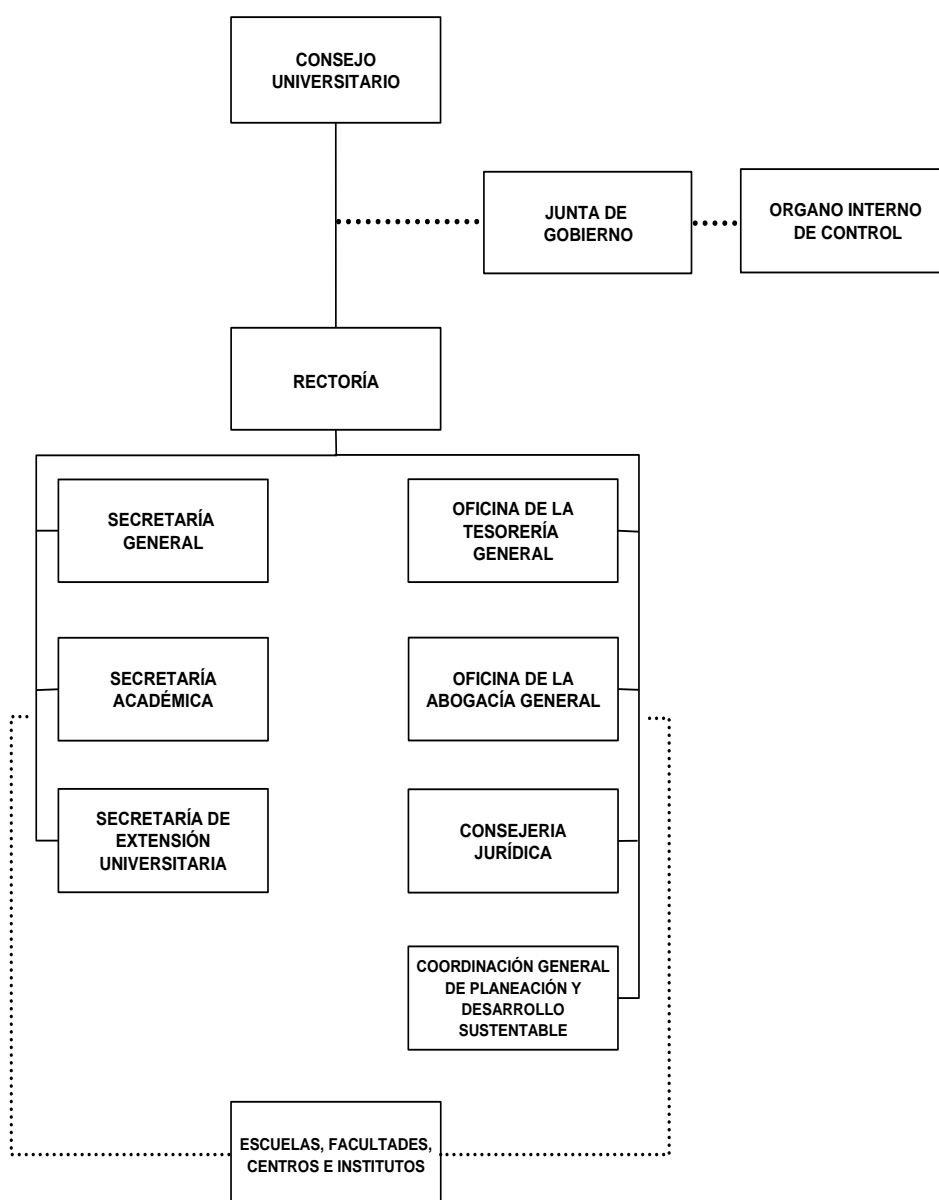 CONSEJO
UNIVERSITARIO
JUNTA DE
GOBIERNO
ORGANO INTERNO
DE CONTROL
RECTORÍA
SECRETARÍA
GENERAL
OFICINA DE LA
TESORERÍA
GENERAL
SECRETARÍA
ACADÉMICA
OFICINA DE LA
ABOGACÍA GENERAL
SECRETARÍA DE
EXTENSIÓN
UNIVERSITARIA
CONSEJERIA
JURÍDICA
COORDINACIÓN GENERAL
DE PLANEACIÓN Y
DESARROLLO
SUSTENTABLE
ESCUELAS, FACULTADES,
CENTROS E INSTITUTOS